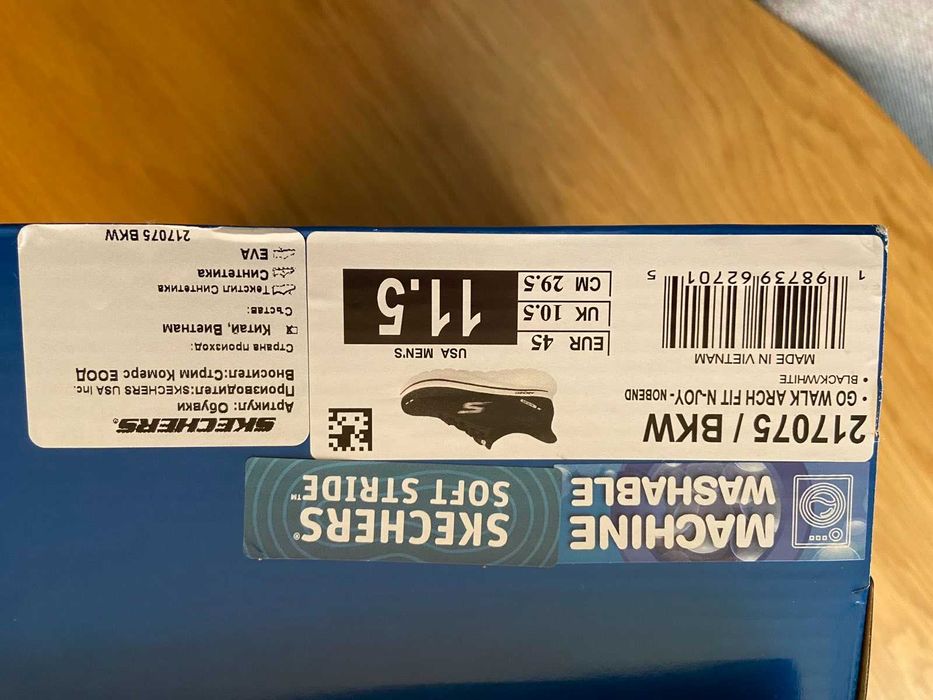 MACHINE
WASHABLE
SKECHERS®
SOFT STRIDE™
217075 / BKW
• GO WALK ARCH FIT N-JOY-NOBEND
• BLACK/WHITE
MADE IN VIETNAM
1 98739 62701 5
USA MEN'S
EUR 45
UK 10.5
CM 29.5
11.5
SKECHERS®
Артикул: Обувки
Производител:SKECHERS USA Inc.
Вносител:Стрим Комерс ЕООД
Страна произход:
Китай, Виетнам
Състав:
Текстил Синтетика
Синтетика
EVA
217075 BKW